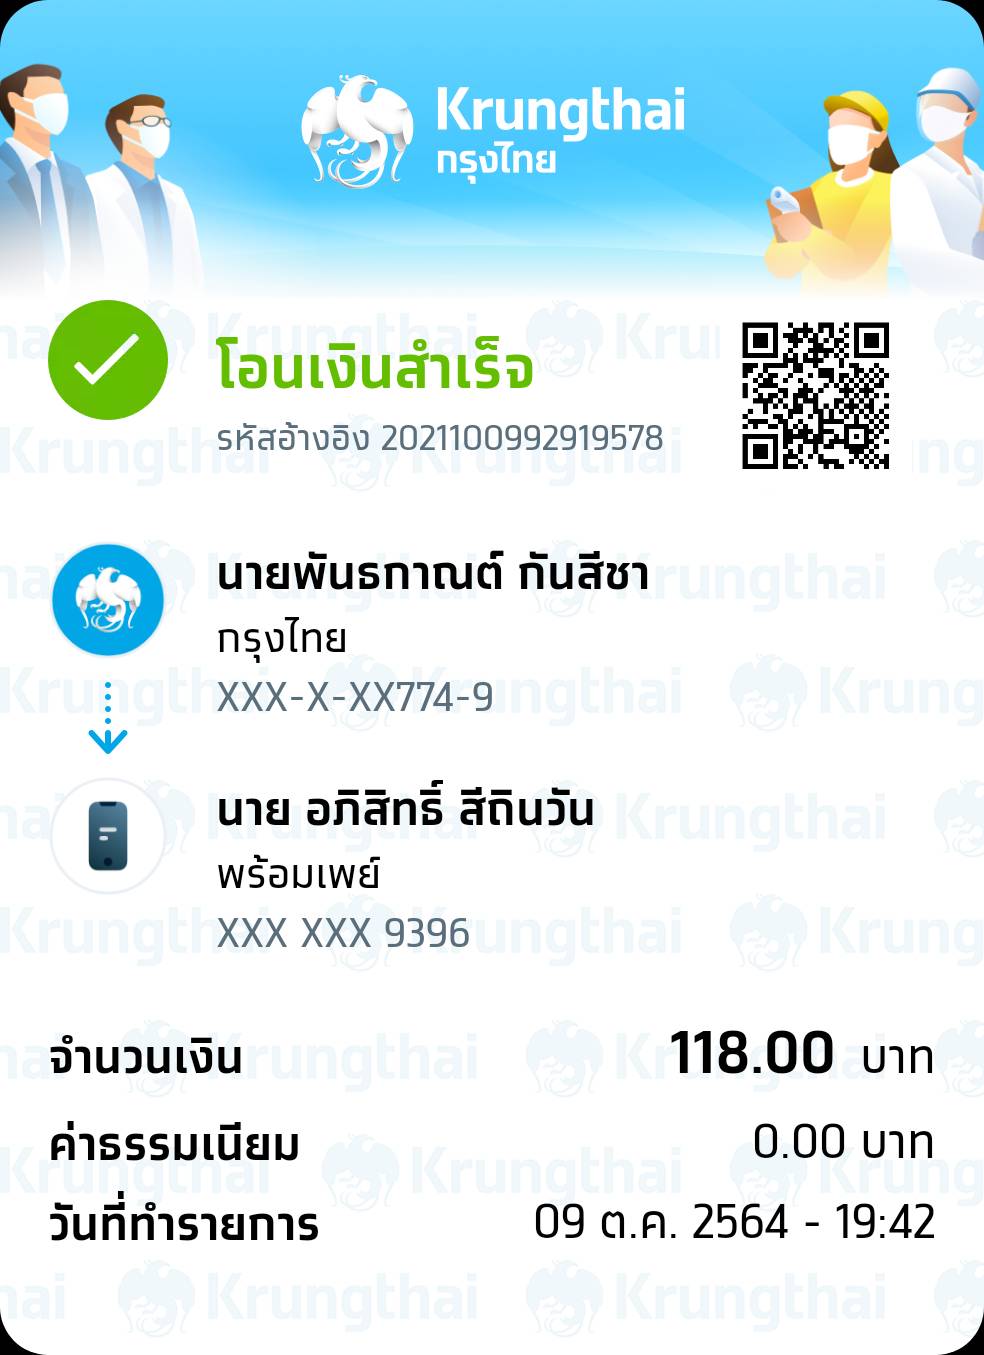 Krungthai
กรุงไทย
โอนเงินสำเร็จ
รหัสอ้างอิง 2021100992919578
นายพันธกาณต์ กันสีชา
กรุงไทย
XXX-X-XX774-9
นาย อภิสิทธิ์ สีถินวัน
พร้อมเพย์
XXX XXX 9396
จำนวนเงิน 118.00 บาท
ค่าธรรมเนียม 0.00 บาท
วันที่ทำรายการ 09 ต.ค. 2564 - 19:42